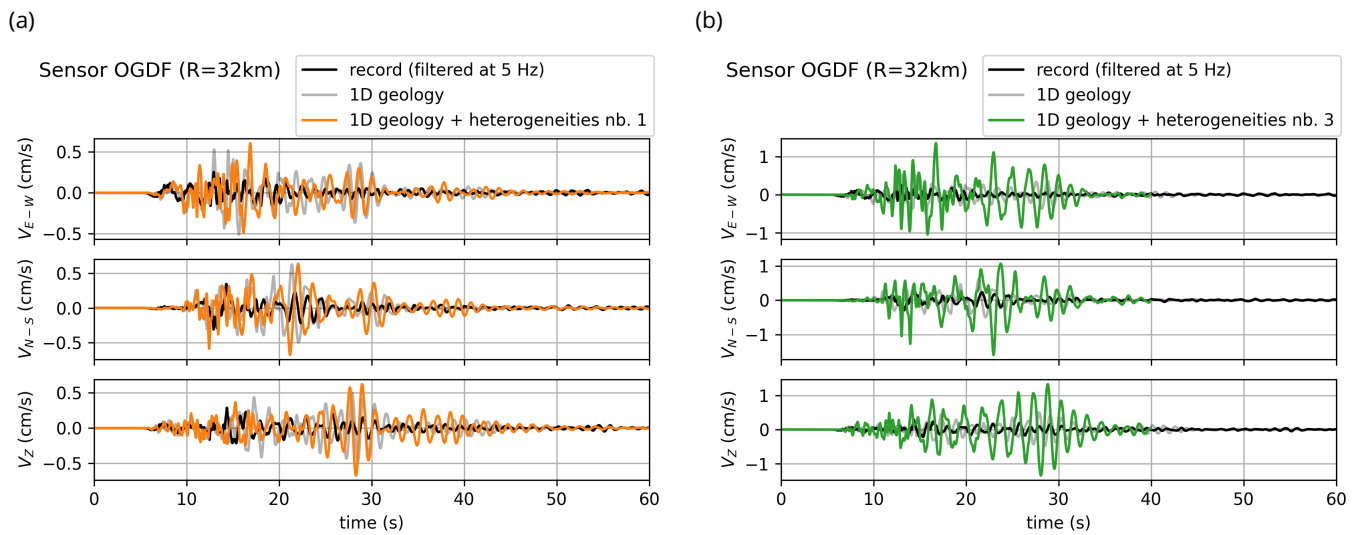 (a)
Sensor OGDF (R=32km)
record (filtered at 5 Hz)
1D geology
1D geology + heterogeneities nb. 1
V_{E-W} (cm/s)
0.5
0.0
−0.5
V_{N-S} (cm/s)
0.5
0.0
−0.5
V_Z (cm/s)
0.5
0.0
−0.5
0 10 20 30 40 50 60
time (s)
(b)
Sensor OGDF (R=32km)
record (filtered at 5 Hz)
1D geology
1D geology + heterogeneities nb. 3
V_{E-W} (cm/s)
1
0
−1
V_{N-S} (cm/s)
1
0
−1
V_Z (cm/s)
1
0
−1
0 10 20 30 40 50 60
time (s)